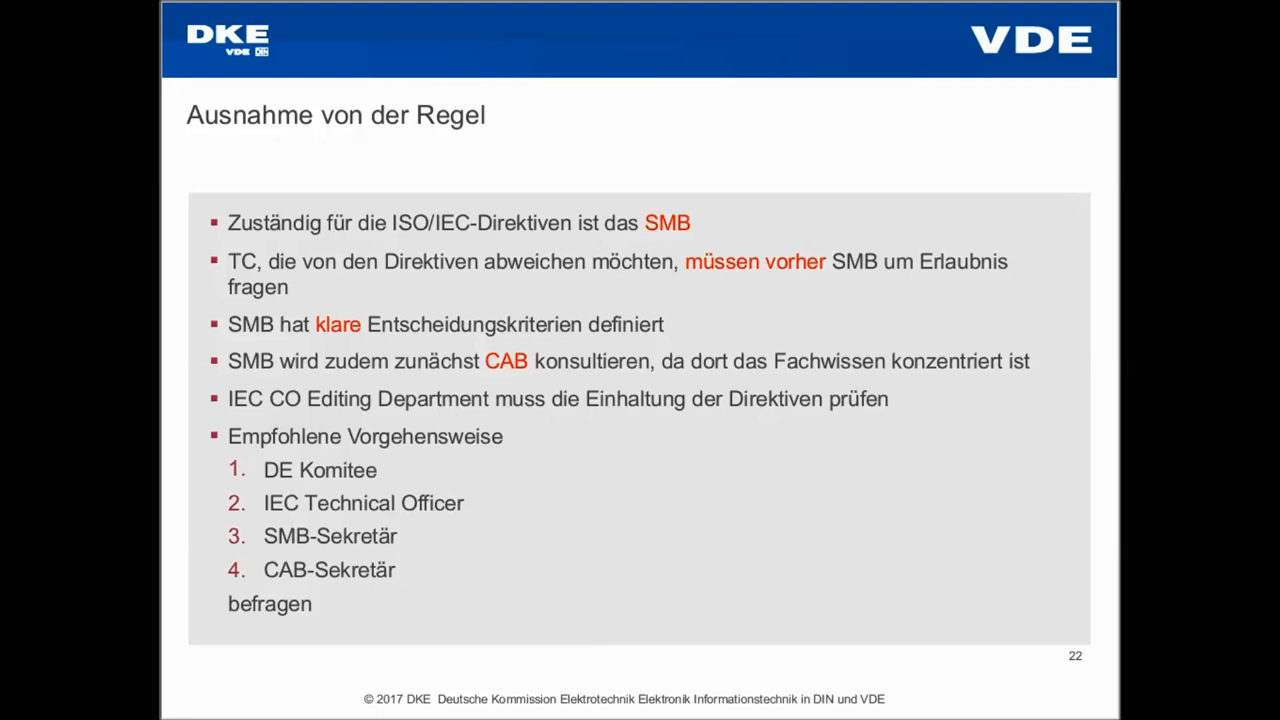 DKE
VDE DIN
VDE
Ausnahme von der Regel
Zuständig für die ISO/IEC-Direktiven ist das SMB
TC, die von den Direktiven abweichen möchten, müssen vorher SMB um Erlaubnis
fragen
SMB hat klare Entscheidungskriterien definiert
SMB wird zudem zunächst CAB konsultieren, da dort das Fachwissen konzentriert ist
IEC CO Editing Department muss die Einhaltung der Direktiven prüfen
Empfohlene Vorgehensweise
1. DE Komitee
2. IEC Technical Officer
3. SMB-Sekretär
4. CAB-Sekretär
befragen
22
© 2017 DKE Deutsche Kommission Elektrotechnik Elektronik Informationstechnik in DIN und VDE